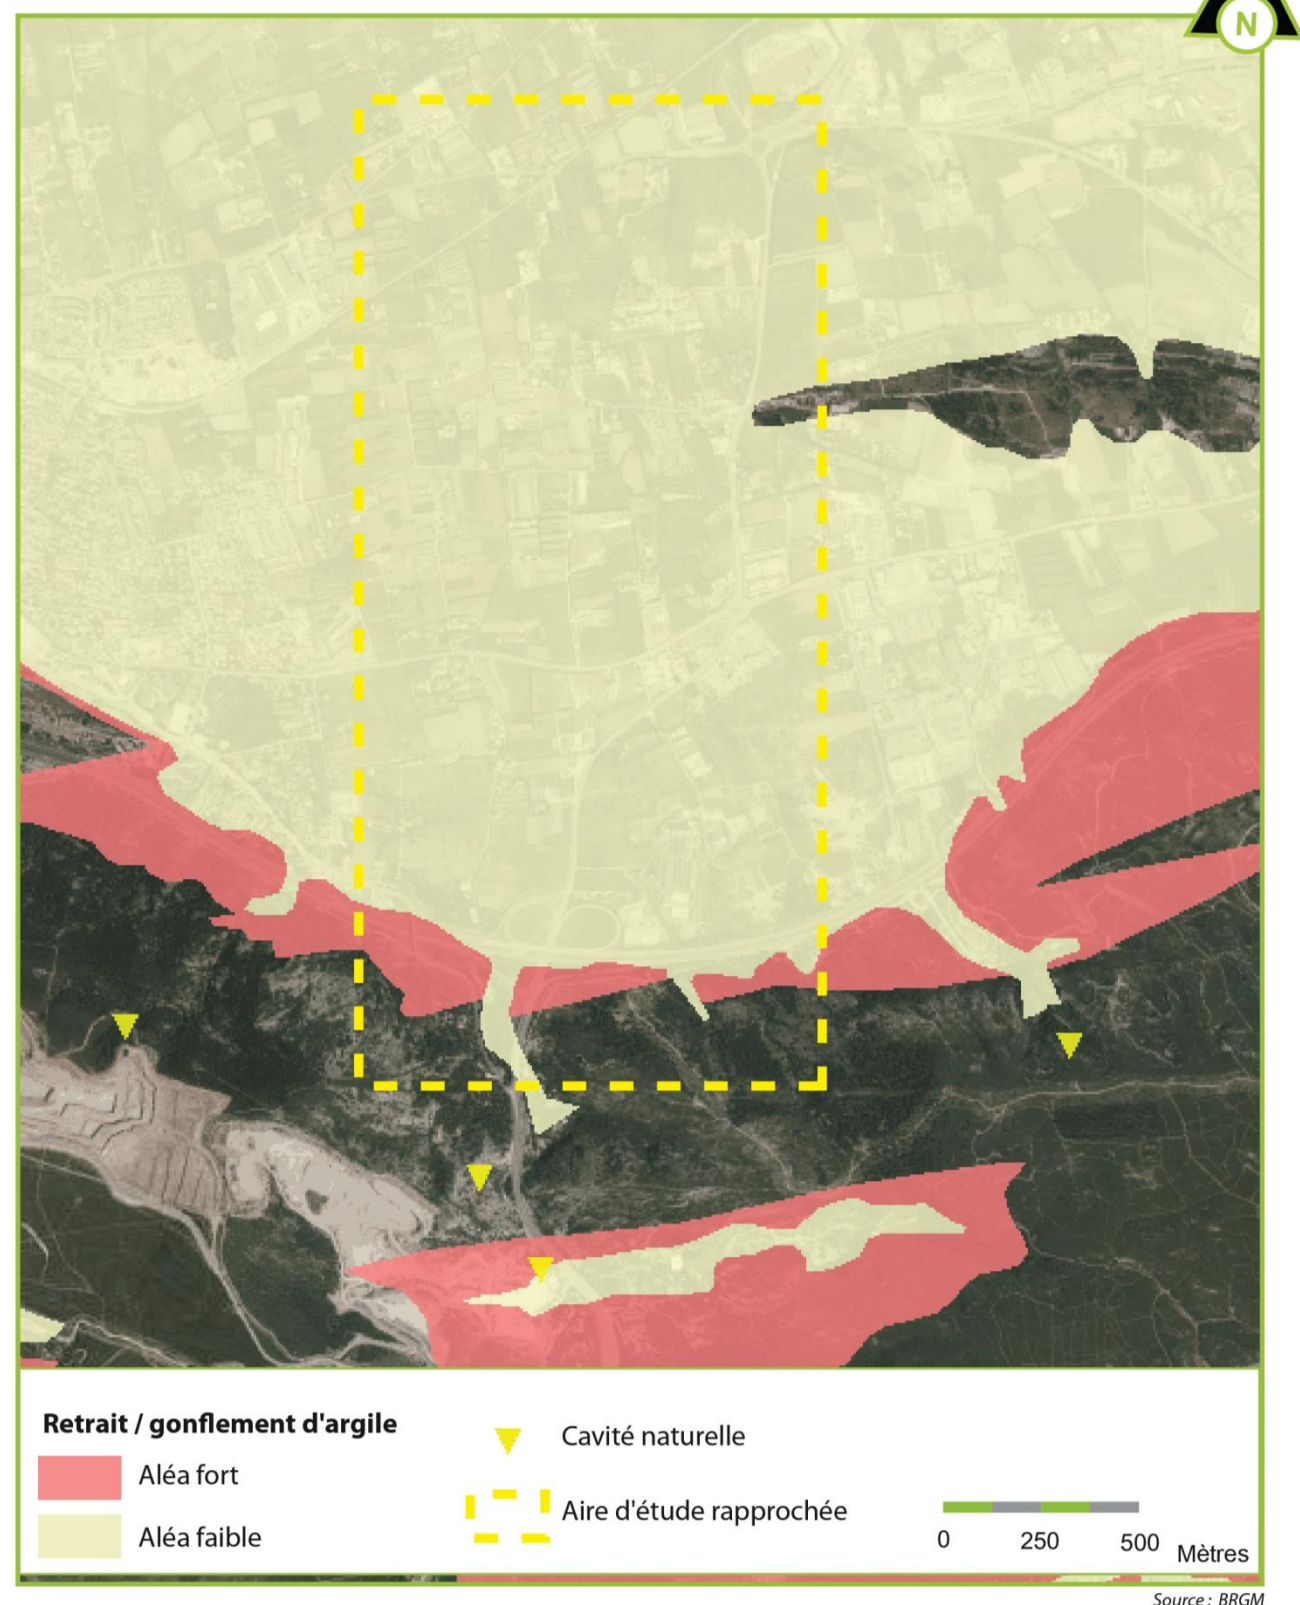 N
Retrait / gonflement d'argile
Aléa fort
Aléa faible
Cavité naturelle
Aire d'étude rapprochée
0 250 500 Mètres
Source : BRGM